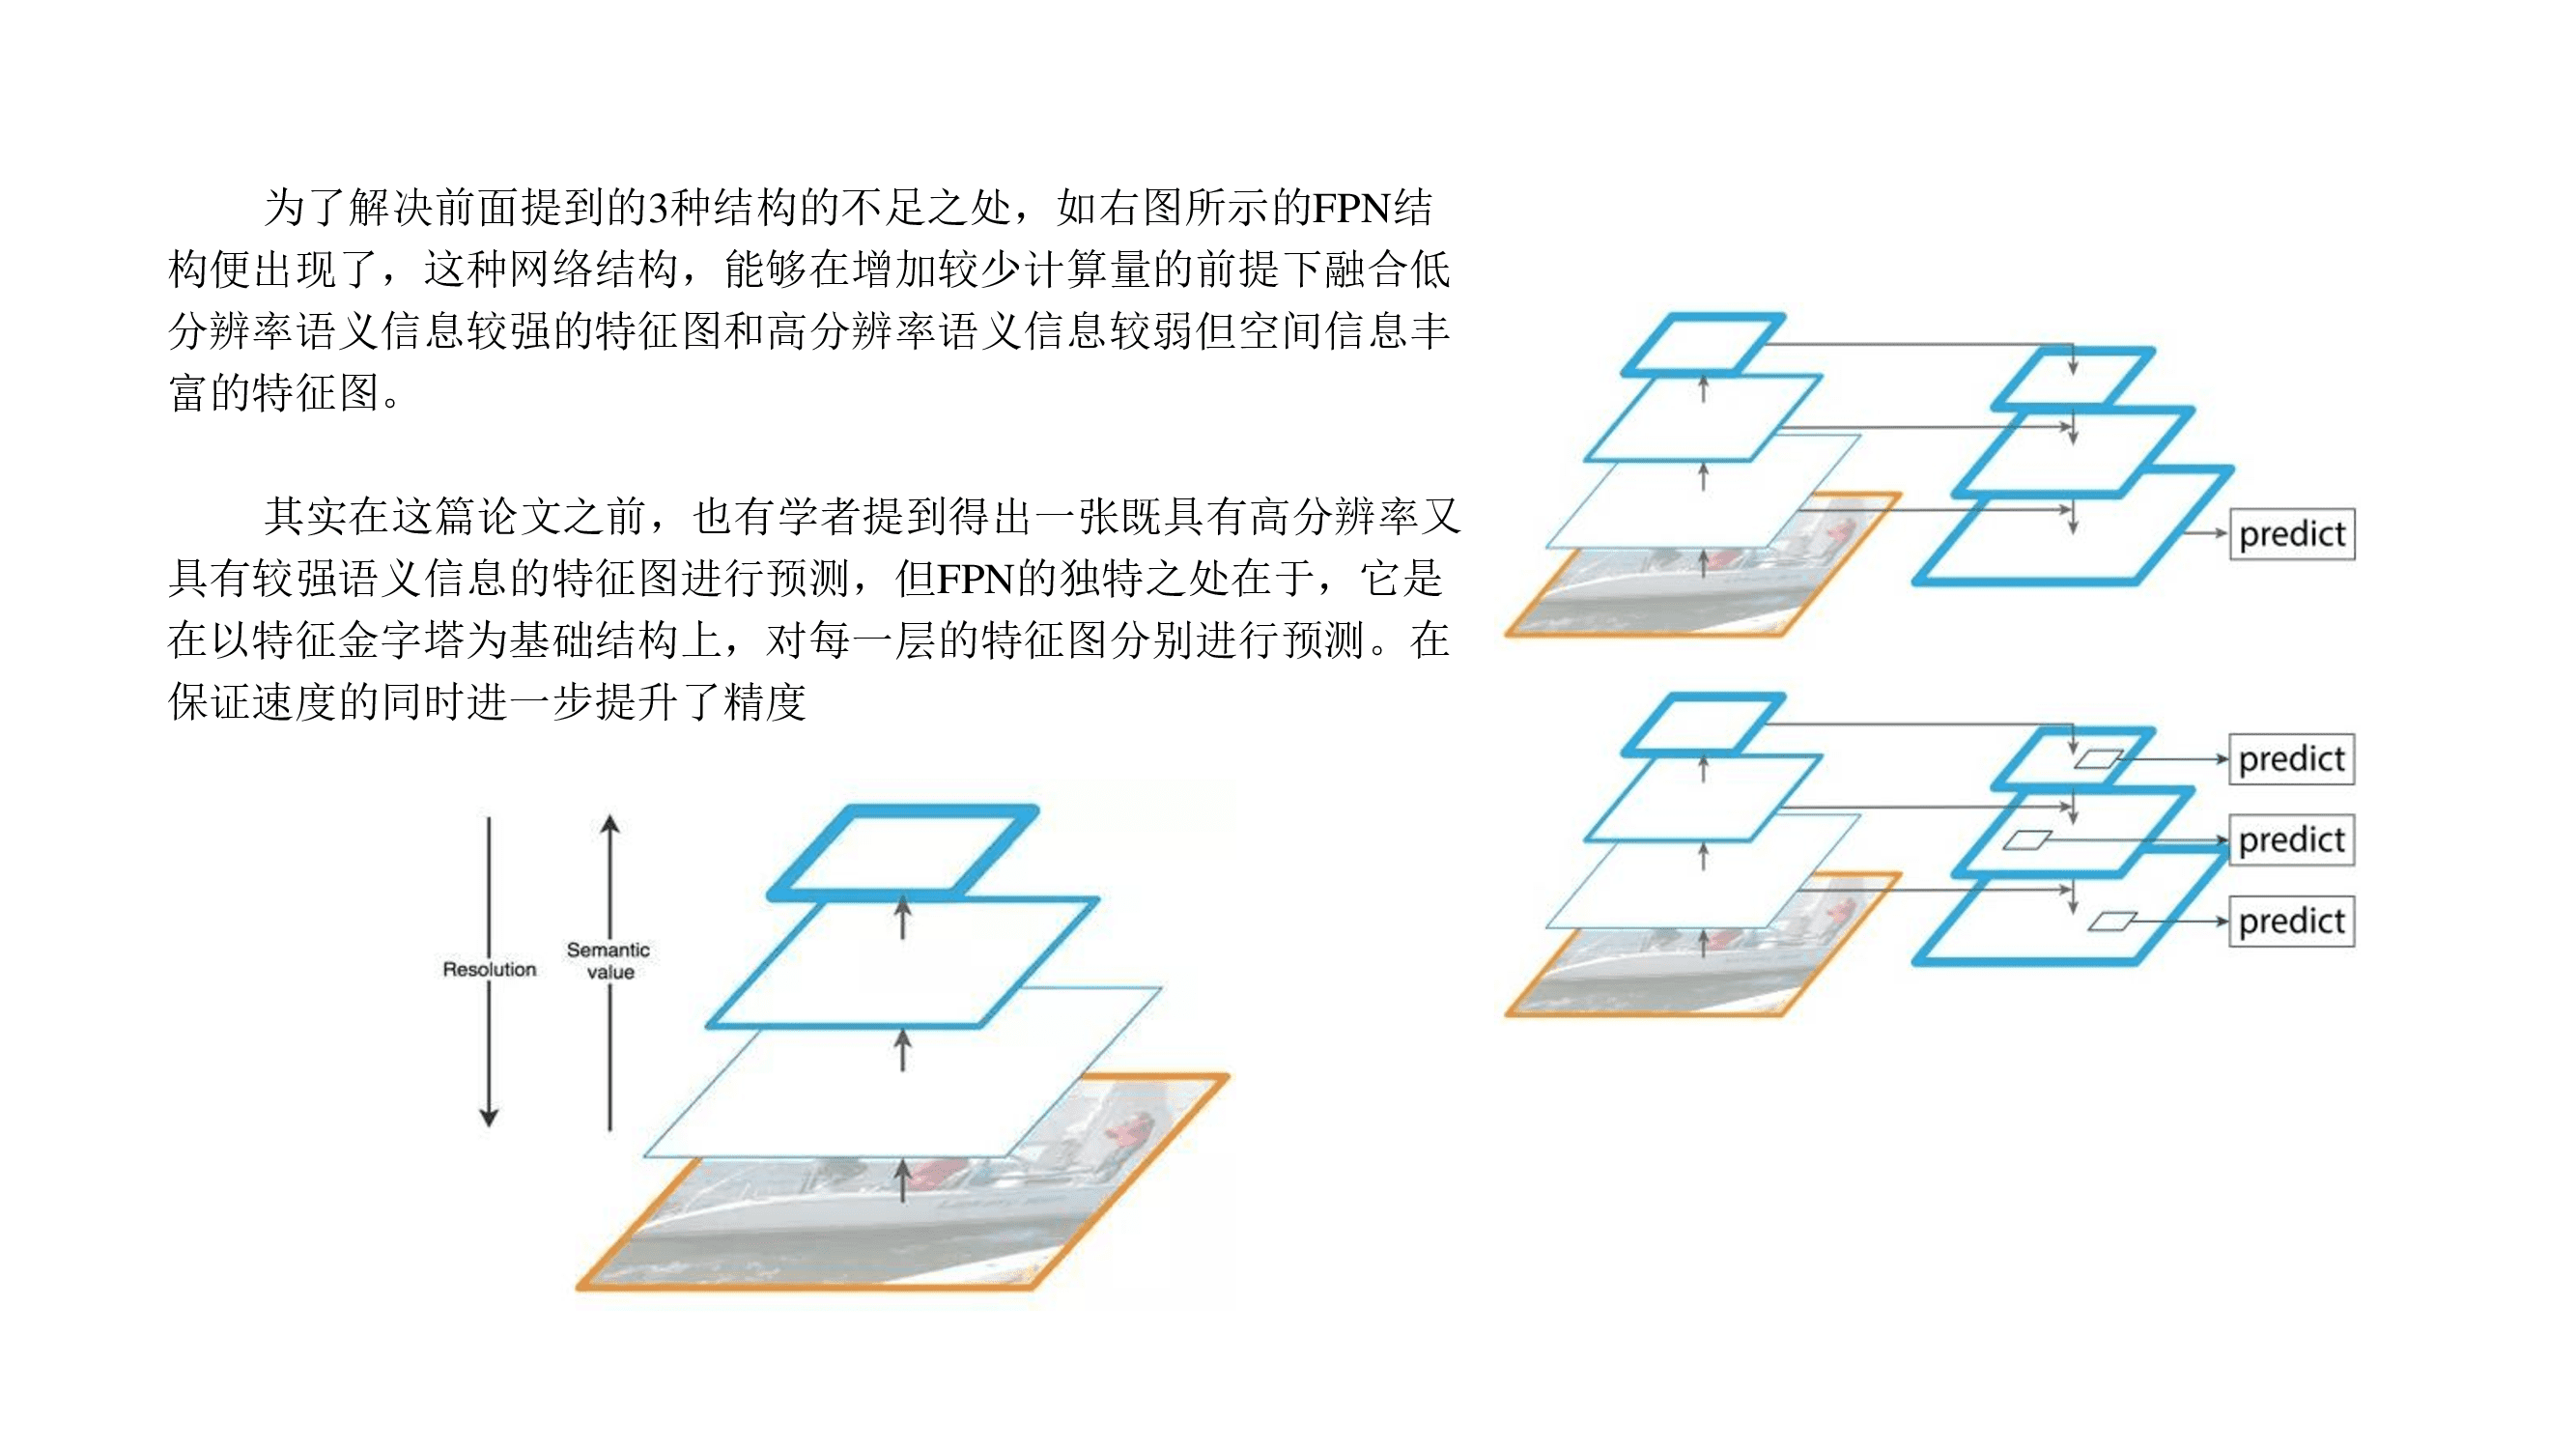 为了解决前面提到的3种结构的不足之处，如右图所示的FPN结
构便出现了，这种网络结构，能够在增加较少计算量的前提下融合低
分辨率语义信息较强的特征图和高分辨率语义信息较弱但空间信息丰
富的特征图。
其实在这篇论文之前，也有学者提到得出一张既具有高分辨率又
具有较强语义信息的特征图进行预测，但FPN的独特之处在于，它是
在以特征金字塔为基础结构上，对每一层的特征图分别进行预测。在
保证速度的同时进一步提升了精度
Resolution
Semantic
value
predict
predict
predict
predict